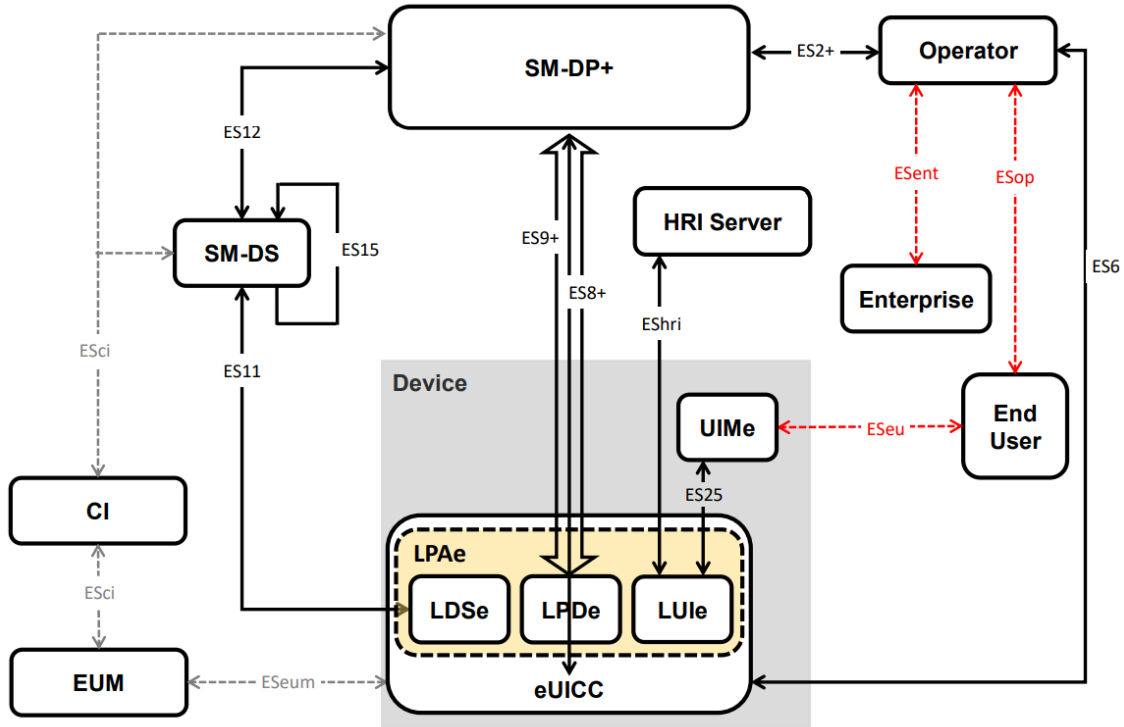 SM-DP+
ES2+
Operator
ES12
ESent
ESop
HRI Server
SM-DS
ES15
ES9+
ES6
ES8+
Enterprise
EShri
ESci
ES11
Device
UIMe
ESeu
End
User
CI
ES25
LPAe
ESci
LDSe
LPDe
LUIe
EUM
ESeum
eUICC